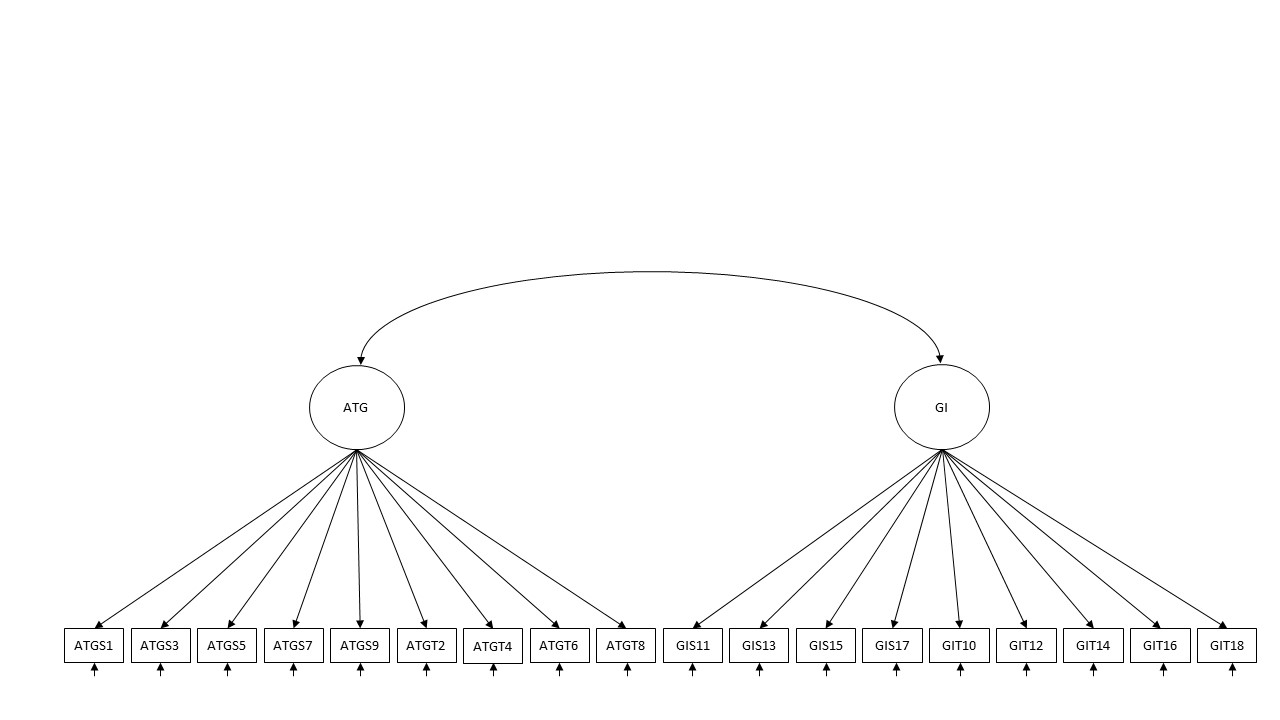 ATG
GI
ATGS1
ATGS3
ATGS5
ATGS7
ATGS9
ATGT2
ATGT4
ATGT6
ATGT8
GIS11
GIS13
GIS15
GIS17
GIT10
GIT12
GIT14
GIT16
GIT18